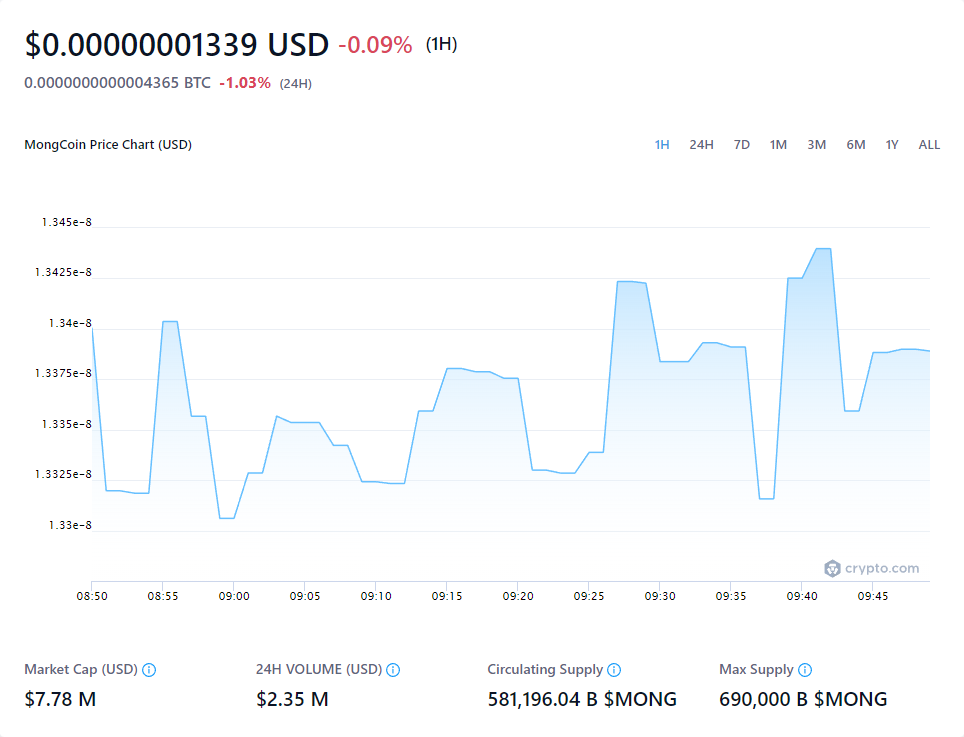 $0.00000001339 USD -0.09% (1H)
0.0000000000004365 BTC -1.03% (24H)
MongCoin Price Chart (USD)
1H 24H 7D 1M 3M 6M 1Y ALL
1.345e-8
1.3425e-8
1.34e-8
1.3375e-8
1.335e-8
1.3325e-8
1.33e-8
crypto.com
08:50 08:55 09:00 09:05 09:10 09:15 09:20 09:25 09:30 09:35 09:40 09:45
Market Cap (USD) 24H VOLUME (USD) Circulating Supply Max Supply
$7.78 M $2.35 M 581,196.04 B $MONG 690,000 B $MONG